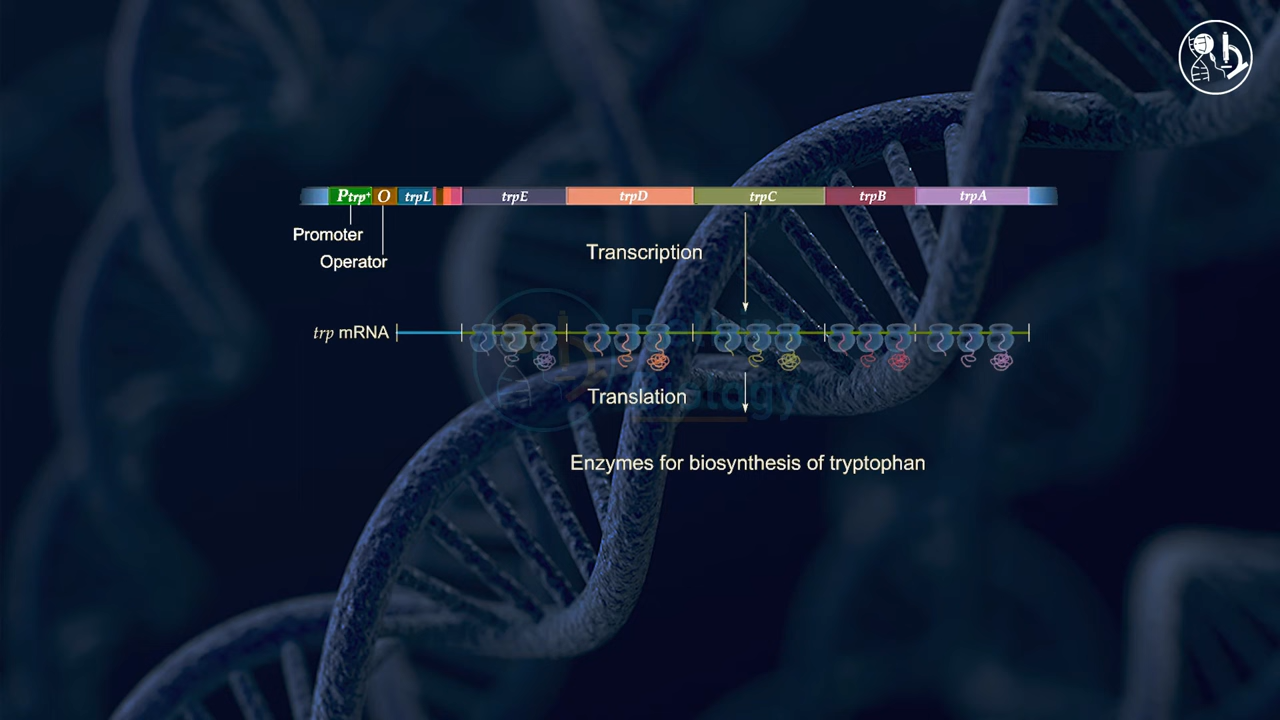 Ptrp+ O trpL trpE trpD trpC trpB trpA
Promoter
Operator
Transcription
trp mRNA
Translation
Enzymes for biosynthesis of tryptophan